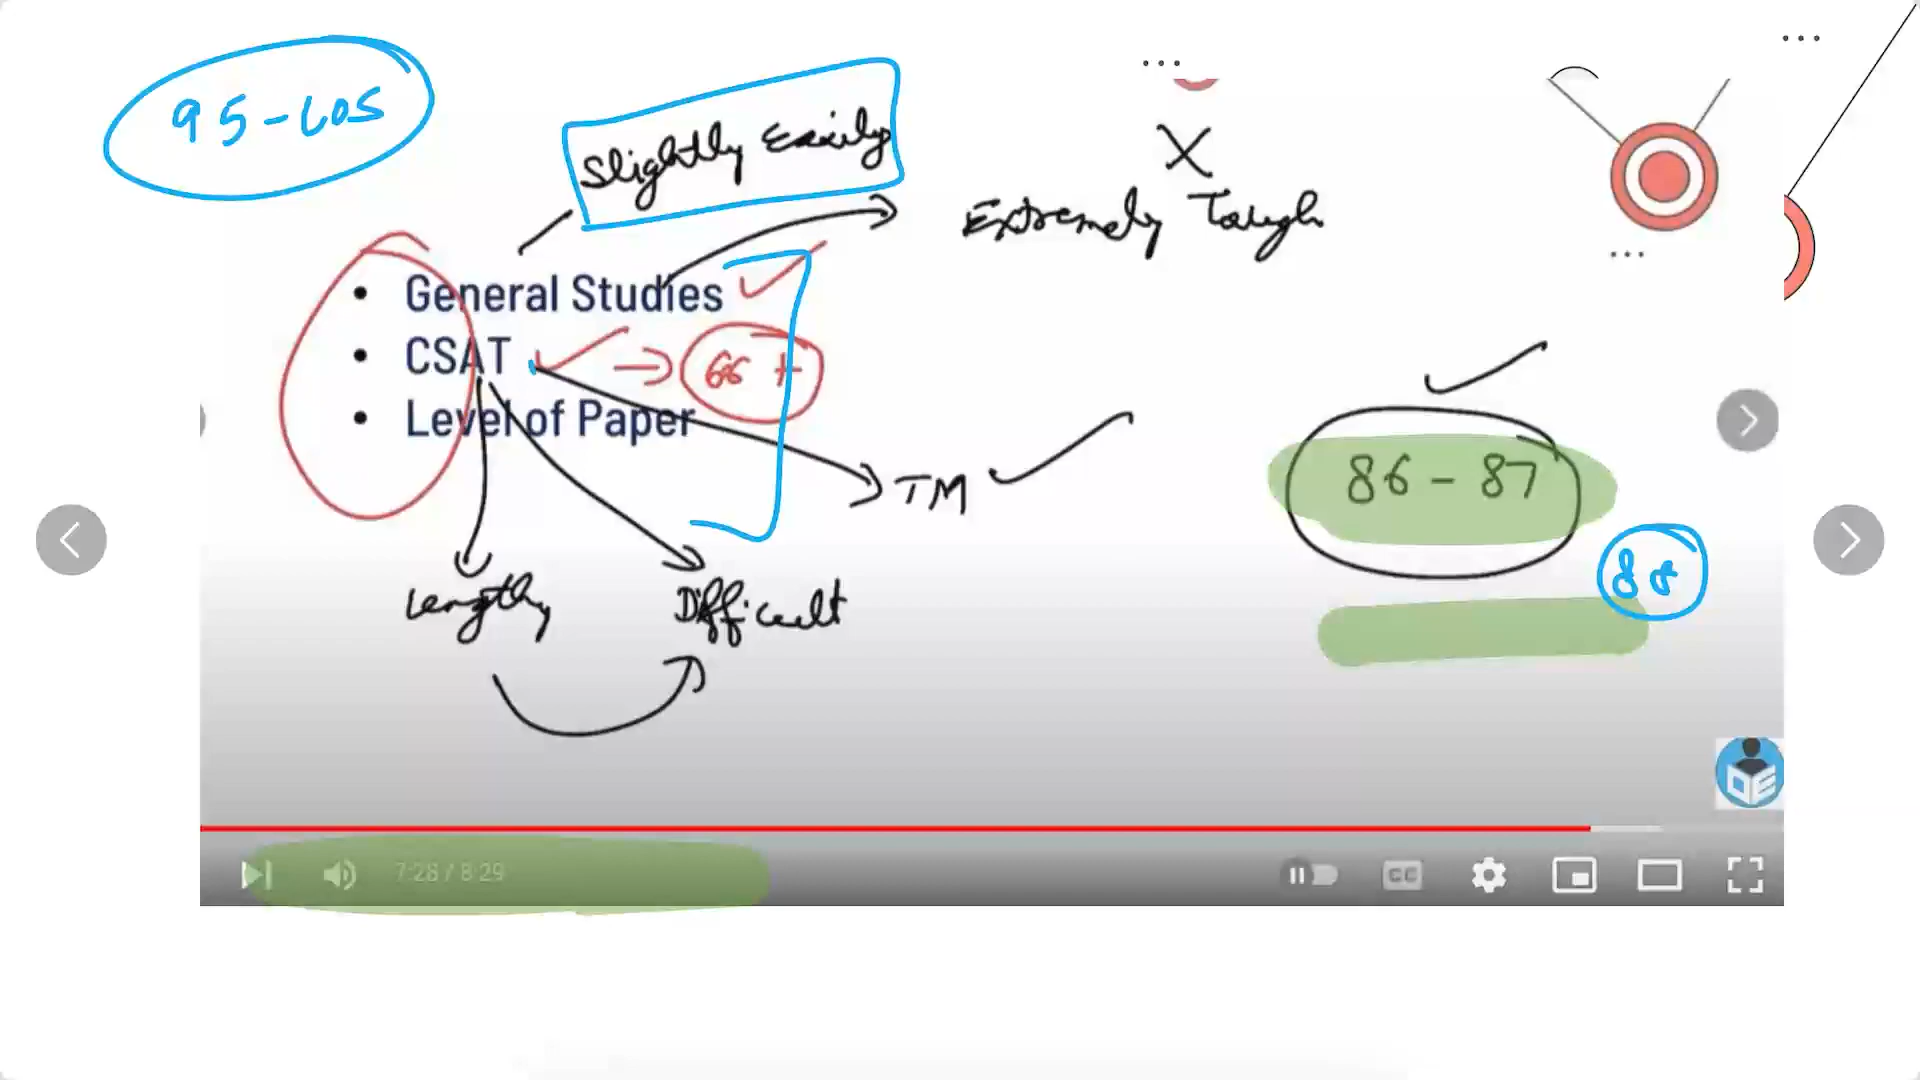 95-105
Slightly Easily
X
Extremely Tough
• General Studies
• CSAT → 66 +
• Level of Paper
TM
86 - 87
88
Lengthy
Difficult
7:28 / 8:29
CC